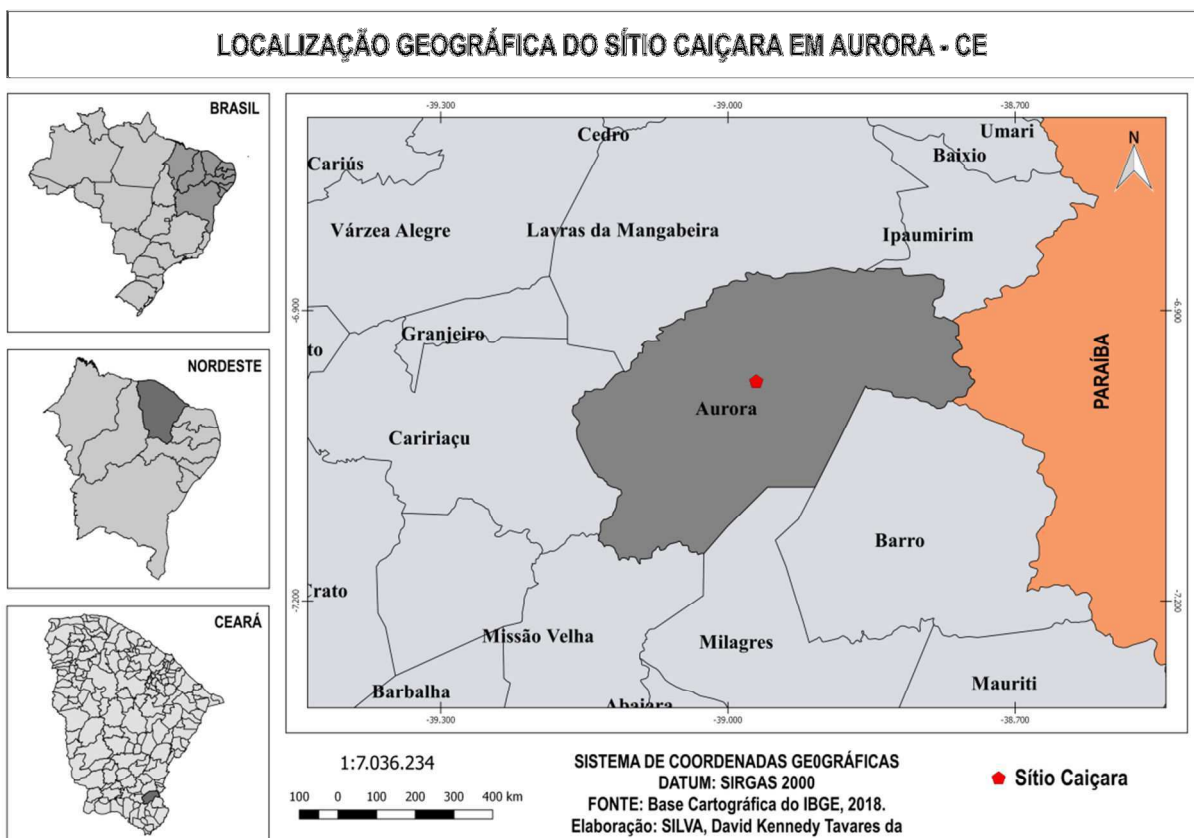 LOCALIZAÇÃO GEOGRÁFICA DO SÍTIO CAIÇARA EM AURORA - CE
BRASIL
NORDESTE
CEARÁ
-39.300 -39.000 -38.700
Cedro
Umari
Baixio
N
Cariús
Várzea Alegre
Lavras da Mangabeira
Ipaumirim
-6.900
-6.900
Granjeiro
to
PARAÍBA
Aurora
Caririaçu
Barro
-7.200
-7.200
Crato
Missão Velha
Milagres
Mauriti
Barbalha
Abaiara
-39.300 -39.000 -38.700
1:7.036.234
100 0 100 200 300 400 km
SISTEMA DE COORDENADAS GE0GRÁFICAS
DATUM: SIRGAS 2000
FONTE: Base Cartográfica do IBGE, 2018.
Elaboração: SILVA, David Kennedy Tavares da
Sítio Caiçara